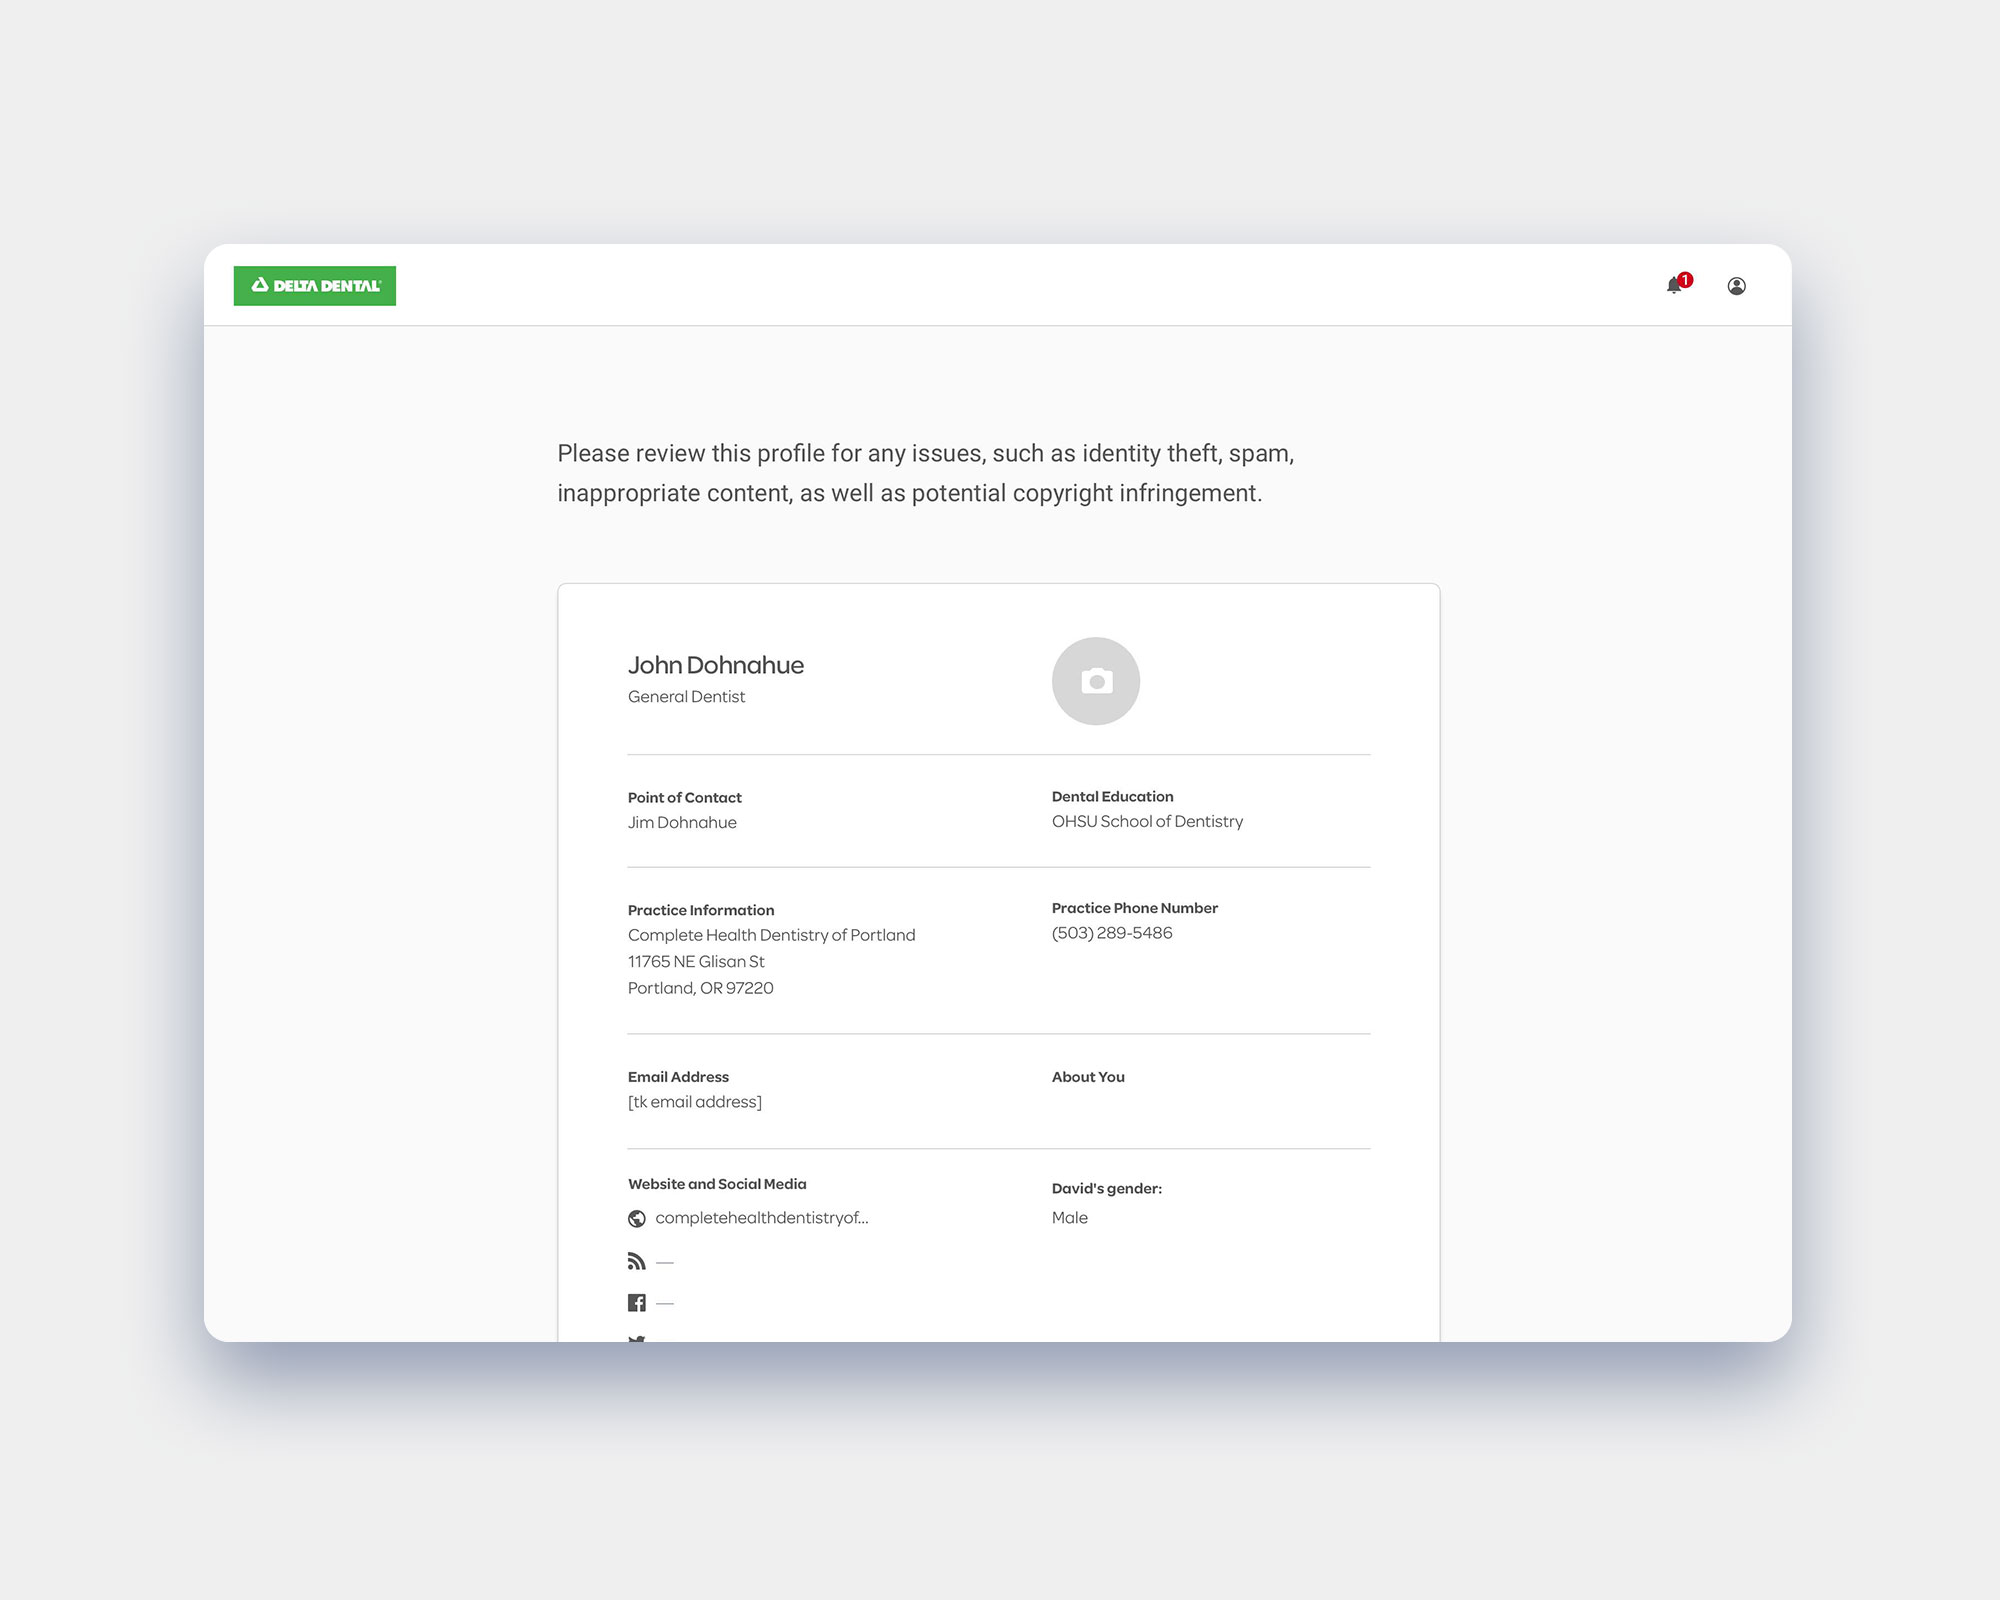 DELTA DENTAL
1
Please review this profile for any issues, such as identity theft, spam,
inappropriate content, as well as potential copyright infringement.
John Dohnahue
General Dentist
Point of Contact
Jim Dohnahue
Dental Education
OHSU School of Dentistry
Practice Information
Complete Health Dentistry of Portland
11765 NE Glisan St
Portland, OR 97220
Practice Phone Number
(503) 289-5486
Email Address
[tk email address]
About You
Website and Social Media
completehealthdentistryof...
—
—
David's gender:
Male